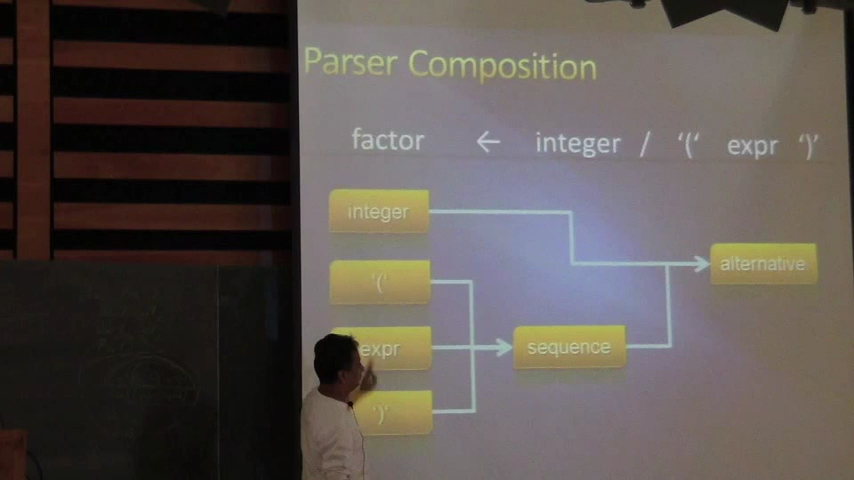 Parser Composition
factor ← integer / ‘(‘ expr ‘)’
integer
‘(‘
alternative
expr
sequence
‘)’